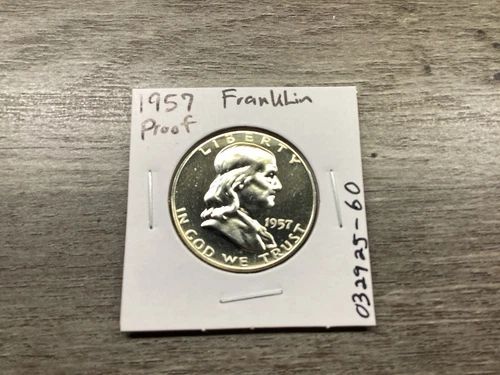 1957 Franklin
Proof
LIBERTY
1957
IN GOD WE TRUST
032925-60